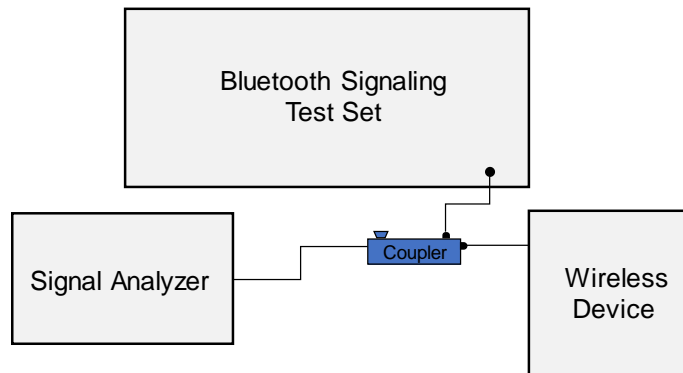 Bluetooth Signaling
Test Set
Signal Analyzer
Coupler
Wireless
Device